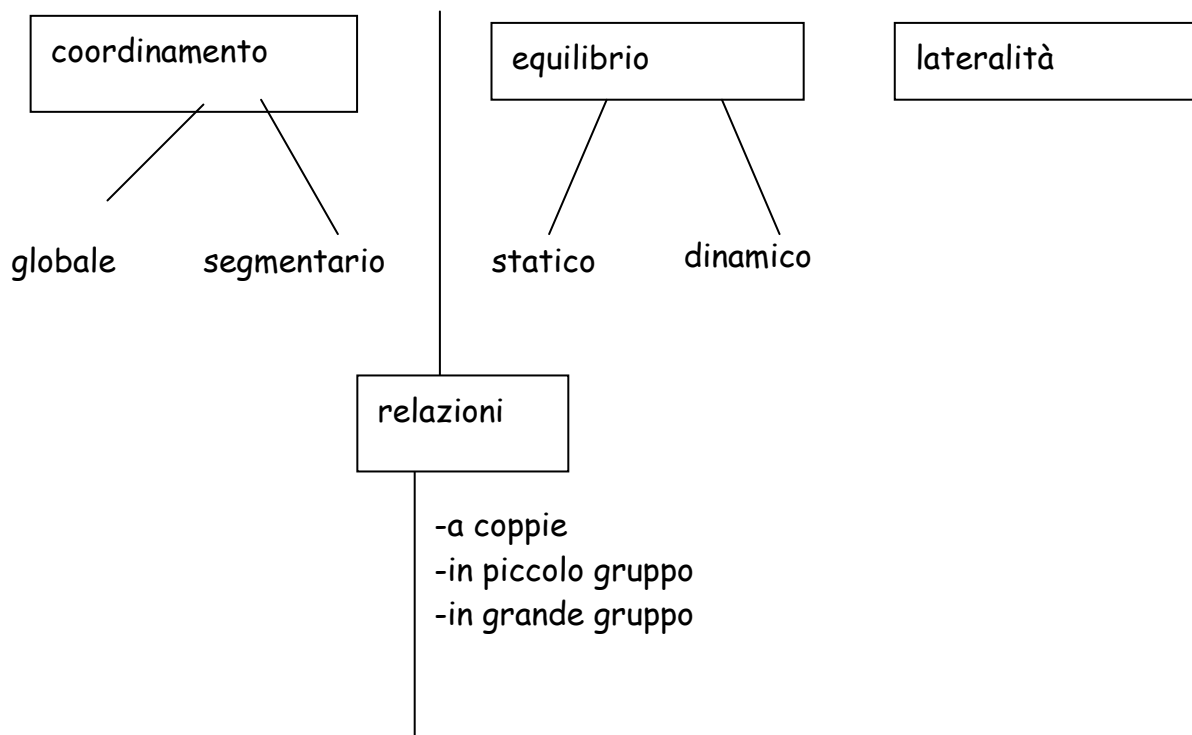 coordinamento
equilibrio
lateralità
globale
segmentario
statico
dinamico
relazioni
-a coppie
-in piccolo gruppo
-in grande gruppo